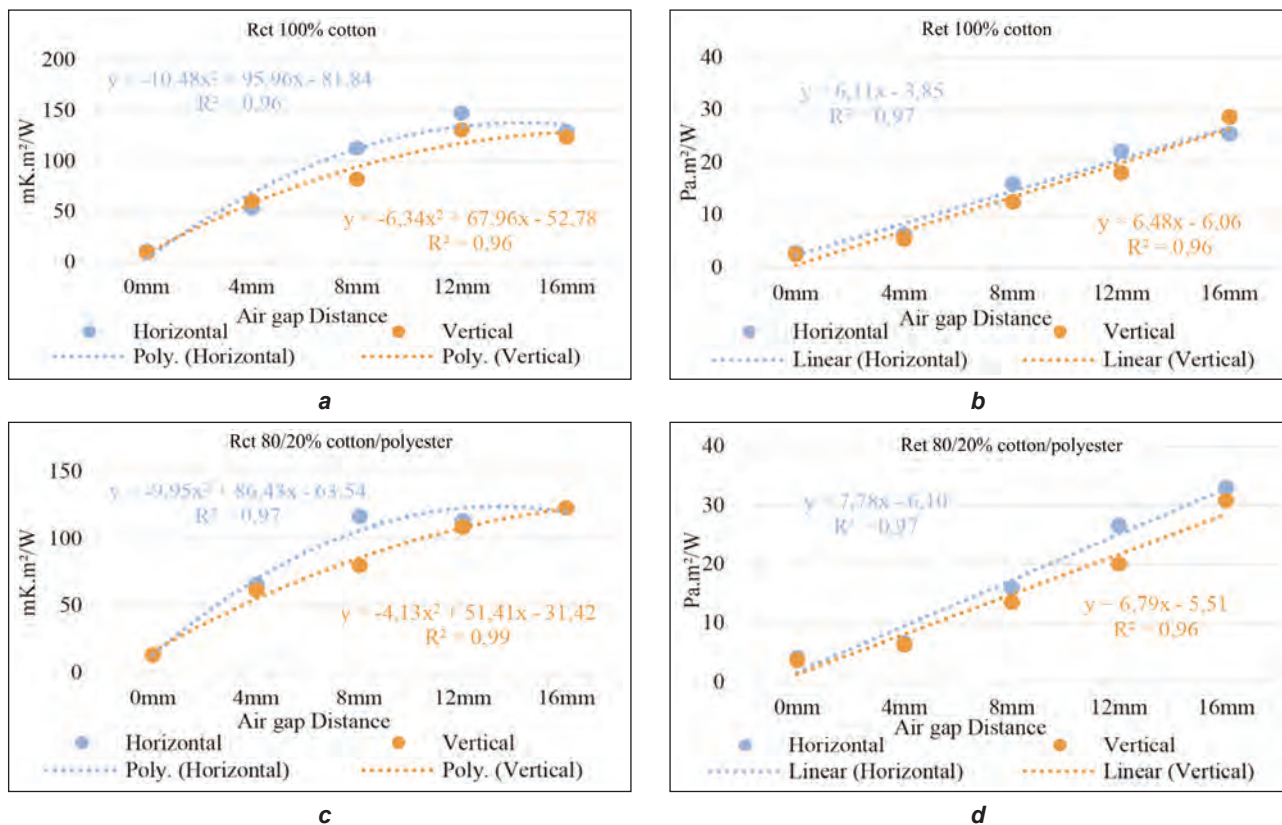 Rct 100% cotton
200
150
100
50
0
mK.m²/W
y = -10,48x² + 95,96x - 81,84
R² = 0,96
y = -6,34x² + 67,96x - 52,78
R² = 0,96
0mm 4mm 8mm 12mm 16mm
Air gap Distance
Horizontal Vertical
Poly. (Horizontal) Poly. (Vertical)
a
Ret 100% cotton
40
30
20
10
0
Pa.m²/W
y = 6,11x - 3,85
R² = 0,97
y = 6,48x - 6,06
R² = 0,96
0mm 4mm 8mm 12mm 16mm
Air gap Distance
Horizontal Vertical
Linear (Horizontal) Linear (Vertical)
b
Rct 80/20% cotton/polyester
150
100
50
0
mK.m²/W
y = -9,95x² + 86,43x - 63,54
R² = 0,97
y = -4,13x² + 51,41x - 31,42
R² = 0,99
0mm 4mm 8mm 12mm 16mm
Air gap Distance
Horizontal Vertical
Poly. (Horizontal) Poly. (Vertical)
c
Ret 80/20% cotton/polyester
40
30
20
10
0
Pa.m²/W
y = 7,78x - 6,10
R² = 0,97
y = 6,79x - 5,51
R² = 0,96
0mm 4mm 8mm 12mm 16mm
Air gap Distance
Horizontal Vertical
Linear (Horizontal) Linear (Vertical)
d